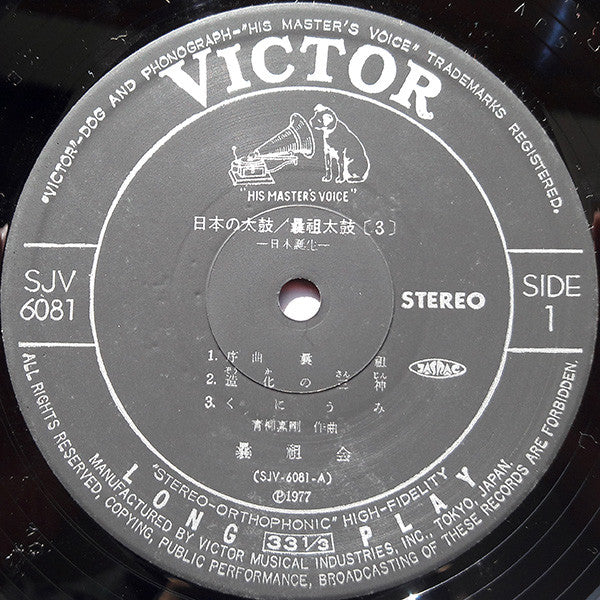 "VICTOR"-DOG AND PHONOGRAPH-"HIS MASTER'S VOICE" TRADEMARKS REGISTERED.
VICTOR
"HIS MASTER'S VOICE"
日本の太鼓/曩祖太鼓〔3〕
—日本誕生—
SJV
6081
STEREO
SIDE
1
1. 序曲曩祖
2. 造化の三神
3. くにうみ
作曲
曩祖会
JASRAC
(SJV-6081-A)
℗1977
"STEREO-ORTHOPHONIC" HIGH-FIDELITY
LONG 33 1/3 PLAY
MANUFACTURED BY VICTOR MUSICAL INDUSTRIES, INC., TOKYO, JAPAN.
ALL RIGHTS RESERVED, COPYING, PUBLIC PERFORMANCE, BROADCASTING OF THESE RECORDS ARE FORBIDDEN.